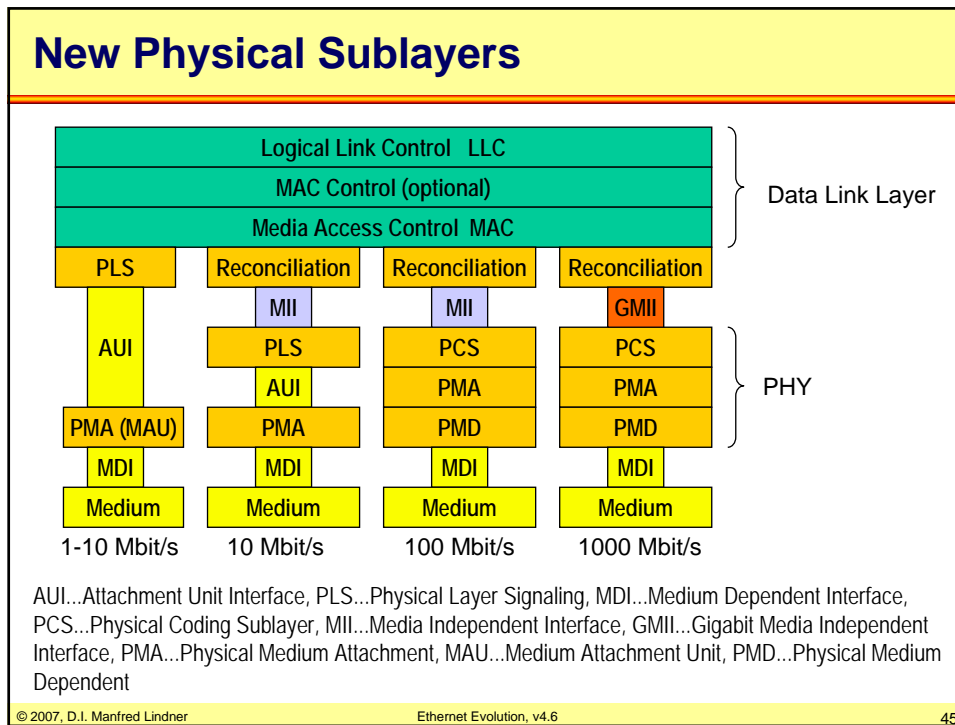 New Physical Sublayers
Logical Link Control LLC
MAC Control (optional)
Media Access Control MAC
Data Link Layer
PLS
Reconciliation
Reconciliation
Reconciliation
MII
MII
GMII
AUI
PLS
PCS
PCS
AUI
PMA
PMA
PHY
PMA (MAU)
PMA
PMD
PMD
MDI
MDI
MDI
MDI
Medium
Medium
Medium
Medium
1-10 Mbit/s
10 Mbit/s
100 Mbit/s
1000 Mbit/s
AUI...Attachment Unit Interface, PLS...Physical Layer Signaling, MDI...Medium Dependent Interface,
PCS...Physical Coding Sublayer, MII...Media Independent Interface, GMII...Gigabit Media Independent
Interface, PMA...Physical Medium Attachment, MAU...Medium Attachment Unit, PMD...Physical Medium
Dependent
© 2007, D.I. Manfred Lindner
Ethernet Evolution, v4.6
45